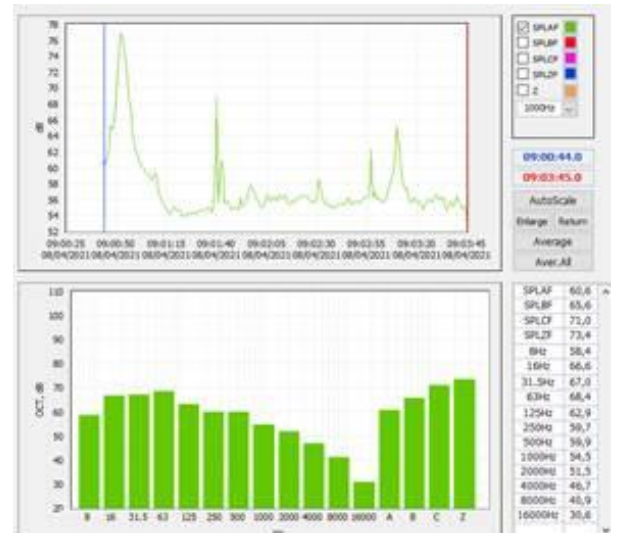 78
76
74
72
70
68
66
64
62
60
58
56
54
52
dB
09:00:25 09:00:50 09:01:15 09:01:40 09:02:05 09:02:30 09:02:55 09:03:20 09:03:45
08/04/2021 08/04/2021 08/04/2021 08/04/2021 08/04/2021 08/04/2021 08/04/2021 08/04/2021 08/04/2021
SPLAF
SPLBF
SPLCF
SPLZF
Z
1000Hz
09:00:44.0
09:03:45.0
AutoScale
Enlarge Return
Average
Aver.All
110
100
90
80
70
60
50
40
30
20
OCT, dB
8 16 31.5 63 125 250 500 1000 2000 4000 8000 16000 A B C Z
SPLAF 60,6
SPLBF 65,6
SPLCF 71,0
SPLZF 73,4
8Hz 58,4
16Hz 66,6
31.5Hz 67,0
63Hz 68,4
125Hz 62,9
250Hz 59,7
500Hz 59,9
1000Hz 54,5
2000Hz 51,5
4000Hz 46,7
8000Hz 40,9
16000Hz 30,6